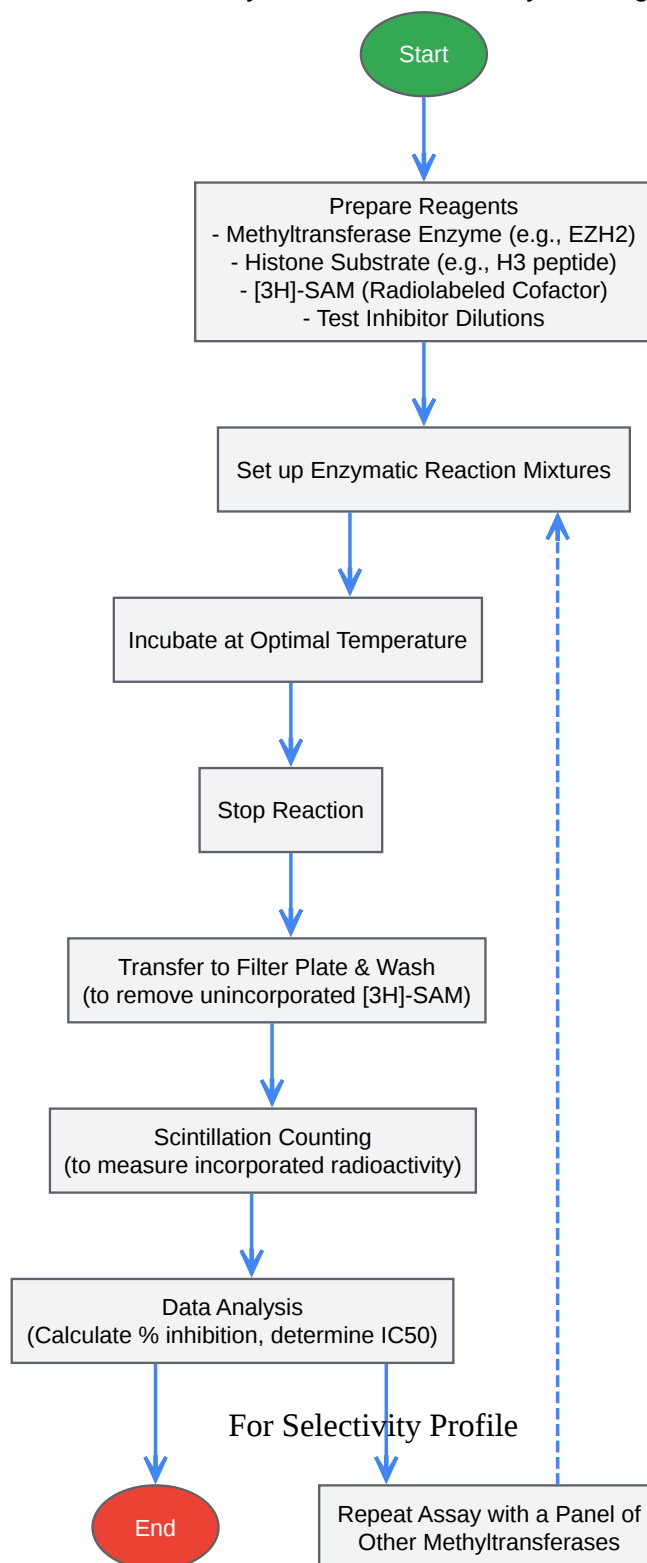 Start
Prepare Reagents
- Methyltransferase Enzyme (e.g., EZH2)
- Histone Substrate (e.g., H3 peptide)
- [3H]-SAM (Radiolabeled Cofactor)
- Test Inhibitor Dilutions
Set up Enzymatic Reaction Mixtures
Incubate at Optimal Temperature
Stop Reaction
Transfer to Filter Plate & Wash
(to remove unincorporated [3H]-SAM)
Scintillation Counting
(to measure incorporated radioactivity)
Data Analysis
(Calculate % inhibition, determine IC50)
For Selectivity Profile
End
Repeat Assay with a Panel of
Other Methyltransferases